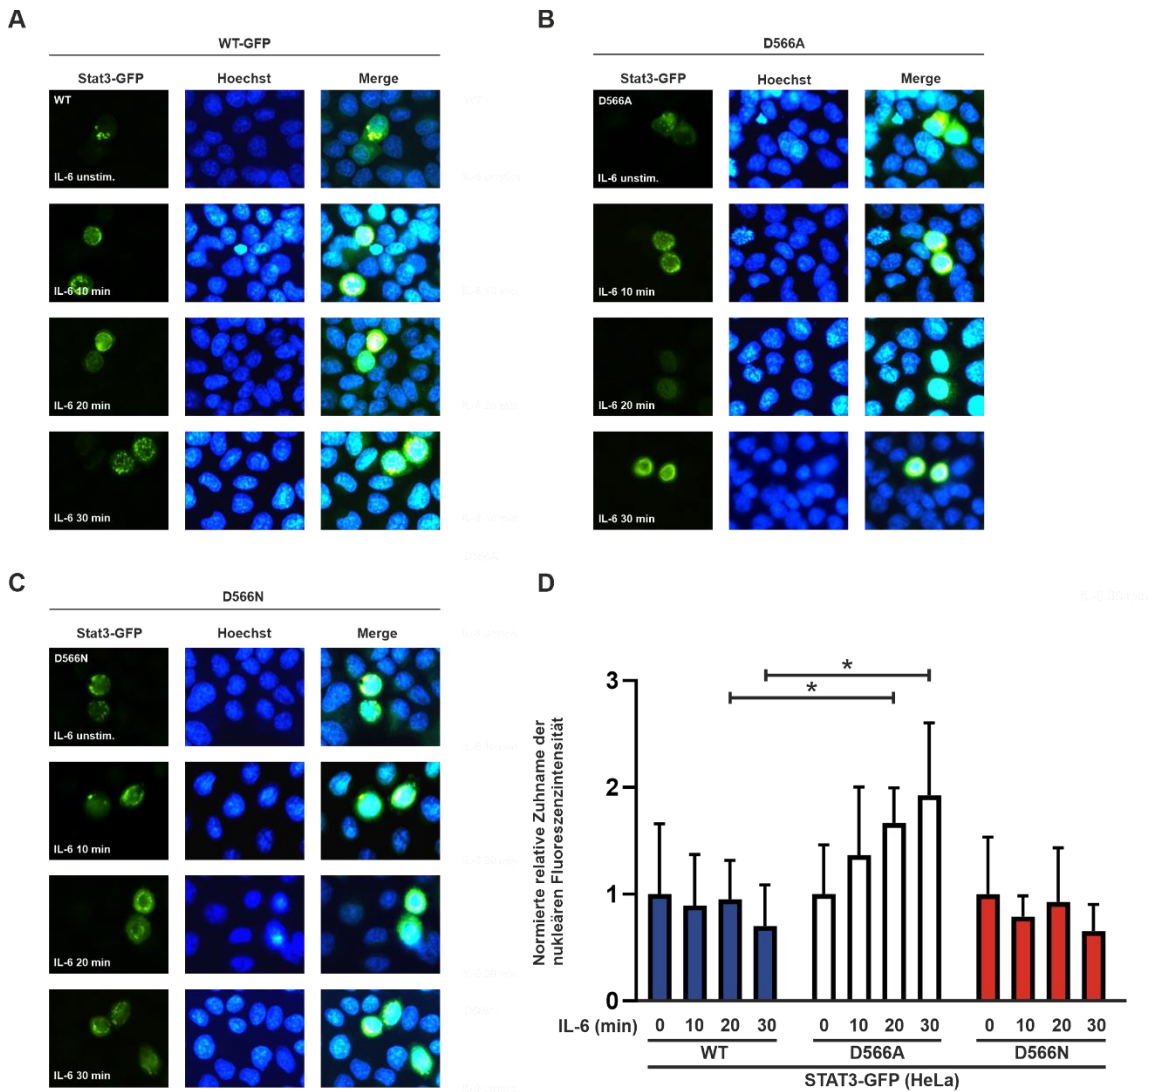 A
WT-GFP
Stat3-GFP Hoechst Merge
WT
IL-6 unstim.
IL-6 10 min
IL-6 20 min
IL-6 30 min
B
D566A
Stat3-GFP Hoechst Merge
D566A
IL-6 unstim.
IL-6 10 min
IL-6 20 min
IL-6 30 min
C
D566N
Stat3-GFP Hoechst Merge
D566N
IL-6 unstim.
IL-6 10 min
IL-6 20 min
IL-6 30 min
D
Normierte relative Zuhname der
nukleären Fluoreszenzintensität
3
2
1
0
* 
*
IL-6 (min) 0 10 20 30 0 10 20 30 0 10 20 30
WT D566A D566N
STAT3-GFP (HeLa)